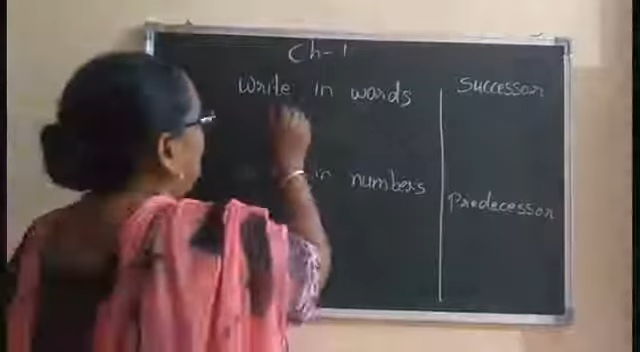 Ch-1
Write in words
in numbers
Successor
Predecessor